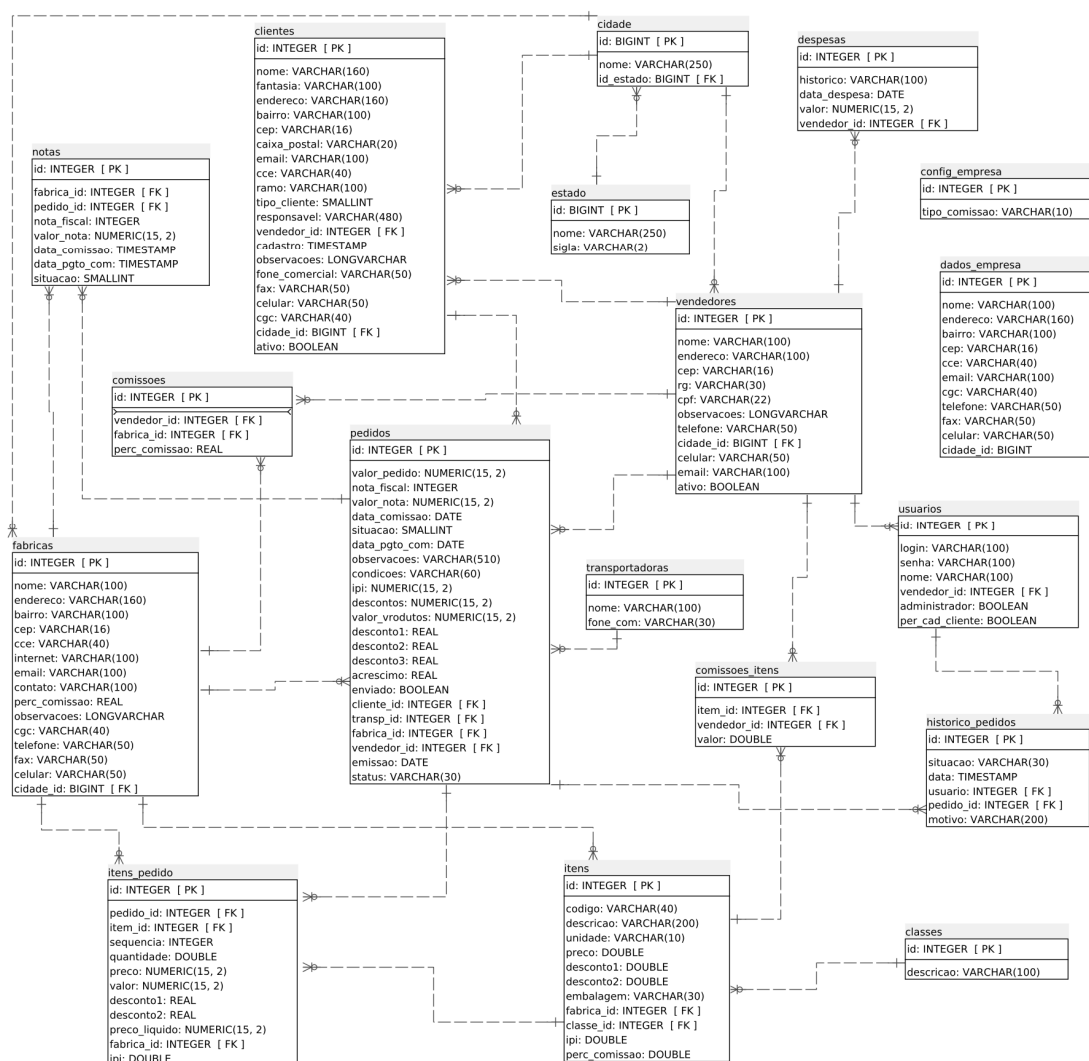 clientes
id: INTEGER [ PK ]
nome: VARCHAR(160)
fantasia: VARCHAR(100)
endereco: VARCHAR(160)
bairro: VARCHAR(100)
cep: VARCHAR(16)
caixa_postal: VARCHAR(20)
email: VARCHAR(100)
cce: VARCHAR(40)
ramo: VARCHAR(100)
tipo_cliente: SMALLINT
responsavel: VARCHAR(480)
vendedor_id: INTEGER [ FK ]
cadastro: TIMESTAMP
observacoes: LONGVARCHAR
fone_comercial: VARCHAR(50)
fax: VARCHAR(50)
celular: VARCHAR(50)
cgc: VARCHAR(40)
cidade_id: BIGINT [ FK ]
ativo: BOOLEAN
cidade
id: BIGINT [ PK ]
nome: VARCHAR(250)
id_estado: BIGINT [ FK ]
despesas
id: INTEGER [ PK ]
historico: VARCHAR(100)
data_despesa: DATE
valor: NUMERIC(15, 2)
vendedor_id: INTEGER [ FK ]
notas
id: INTEGER [ PK ]
fabrica_id: INTEGER [ FK ]
pedido_id: INTEGER [ FK ]
nota_fiscal: INTEGER
valor_nota: NUMERIC(15, 2)
data_comissao: TIMESTAMP
data_pgto_com: TIMESTAMP
situacao: SMALLINT
estado
id: BIGINT [ PK ]
nome: VARCHAR(250)
sigla: VARCHAR(2)
config_empresa
id: INTEGER [ PK ]
tipo_comissao: VARCHAR(10)
dados_empresa
id: INTEGER [ PK ]
nome: VARCHAR(100)
endereco: VARCHAR(160)
bairro: VARCHAR(100)
cep: VARCHAR(16)
cce: VARCHAR(40)
email: VARCHAR(100)
cgc: VARCHAR(40)
telefone: VARCHAR(50)
fax: VARCHAR(50)
celular: VARCHAR(50)
cidade_id: BIGINT
vendedores
id: INTEGER [ PK ]
nome: VARCHAR(100)
endereco: VARCHAR(100)
cep: VARCHAR(16)
rg: VARCHAR(30)
cpf: VARCHAR(22)
observacoes: LONGVARCHAR
telefone: VARCHAR(50)
cidade_id: BIGINT [ FK ]
celular: VARCHAR(50)
email: VARCHAR(100)
ativo: BOOLEAN
comissoes
id: INTEGER [ PK ]
vendedor_id: INTEGER [ FK ]
fabrica_id: INTEGER [ FK ]
perc_comissao: REAL
pedidos
id: INTEGER [ PK ]
valor_pedido: NUMERIC(15, 2)
nota_fiscal: INTEGER
valor_nota: NUMERIC(15, 2)
data_comissao: DATE
situacao: SMALLINT
data_pgto_com: DATE
observacoes: VARCHAR(510)
condicoes: VARCHAR(60)
ipi: NUMERIC(15, 2)
descontos: NUMERIC(15, 2)
valor_vrodutos: NUMERIC(15, 2)
desconto1: REAL
desconto2: REAL
desconto3: REAL
acrescimo: REAL
enviado: BOOLEAN
cliente_id: INTEGER [ FK ]
transp_id: INTEGER [ FK ]
fabrica_id: INTEGER [ FK ]
vendedor_id: INTEGER [ FK ]
emissao: DATE
status: VARCHAR(30)
usuarios
id: INTEGER [ PK ]
login: VARCHAR(100)
senha: VARCHAR(100)
nome: VARCHAR(100)
vendedor_id: INTEGER [ FK ]
administrador: BOOLEAN
per_cad_cliente: BOOLEAN
fabricas
id: INTEGER [ PK ]
nome: VARCHAR(100)
endereco: VARCHAR(160)
bairro: VARCHAR(100)
cep: VARCHAR(16)
cce: VARCHAR(40)
internet: VARCHAR(100)
email: VARCHAR(100)
contato: VARCHAR(100)
perc_comissao: REAL
observacoes: LONGVARCHAR
cgc: VARCHAR(40)
telefone: VARCHAR(50)
fax: VARCHAR(50)
celular: VARCHAR(50)
cidade_id: BIGINT [ FK ]
transportadoras
id: INTEGER [ PK ]
nome: VARCHAR(100)
fone_com: VARCHAR(30)
comissoes_itens
id: INTEGER [ PK ]
item_id: INTEGER [ FK ]
vendedor_id: INTEGER [ FK ]
valor: DOUBLE
historico_pedidos
id: INTEGER [ PK ]
situacao: VARCHAR(30)
data: TIMESTAMP
usuario: INTEGER [ FK ]
pedido_id: INTEGER [ FK ]
motivo: VARCHAR(200)
itens_pedido
id: INTEGER [ PK ]
pedido_id: INTEGER [ FK ]
item_id: INTEGER [ FK ]
sequencia: INTEGER
quantidade: DOUBLE
preco: NUMERIC(15, 2)
valor: NUMERIC(15, 2)
desconto1: REAL
desconto2: REAL
preco_liquido: NUMERIC(15, 2)
fabrica_id: INTEGER [ FK ]
ipi: DOUBLE
itens
id: INTEGER [ PK ]
codigo: VARCHAR(40)
descricao: VARCHAR(200)
unidade: VARCHAR(10)
preco: DOUBLE
desconto1: DOUBLE
desconto2: DOUBLE
embalagem: VARCHAR(30)
fabrica_id: INTEGER [ FK ]
classe_id: INTEGER [ FK ]
ipi: DOUBLE
perc_comissao: DOUBLE
classes
id: INTEGER [ PK ]
descricao: VARCHAR(100)